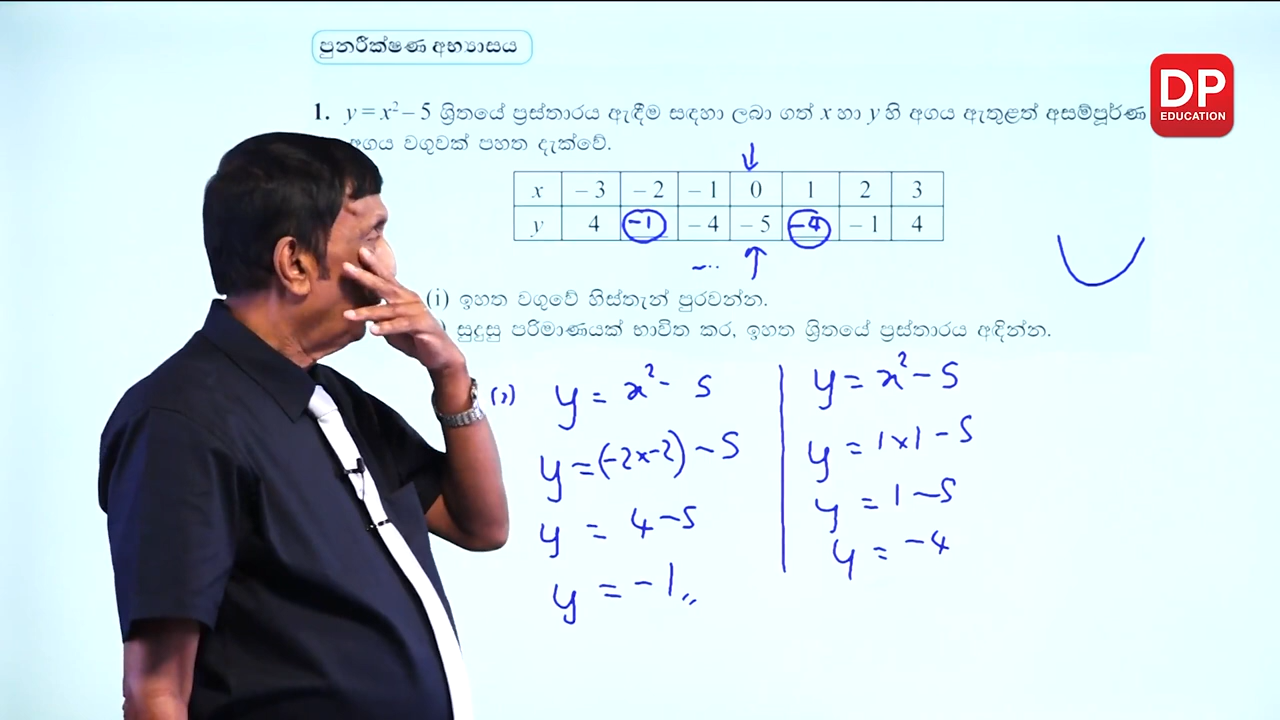 පුනරීක්ෂණ අභ්‍යාසය
DP
EDUCATION
1. y = x² – 5 ශ්‍රිතයේ ප්‍රස්තාරය ඇඳීම සඳහා ලබා ගත් x හා y හි අගය ඇතුළත් අසම්පූර්ණ
අගය වගුවක් පහත දැක්වේ.
x – 3 – 2 – 1 0 1 2 3
y 4 -1 – 4 – 5 -4 – 1 4
(i) ඉහත වගුවේ හිස්තැන් පුරවන්න.
) සුදුසු පරිමාණයක් භාවිත කර, ඉහත ශ්‍රිතයේ ප්‍රස්තාරය අඳින්න.
(i) y = x² - 5
y = (-2x-2) - 5
y = 4 - 5
y = -1
y = x² - 5
y = 1x1 - 5
y = 1 - 5
y = -4